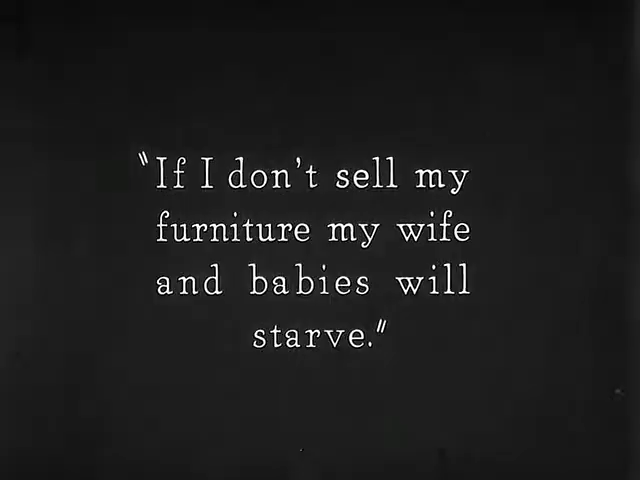 "If I don't sell my
furniture my wife
and babies will
starve."